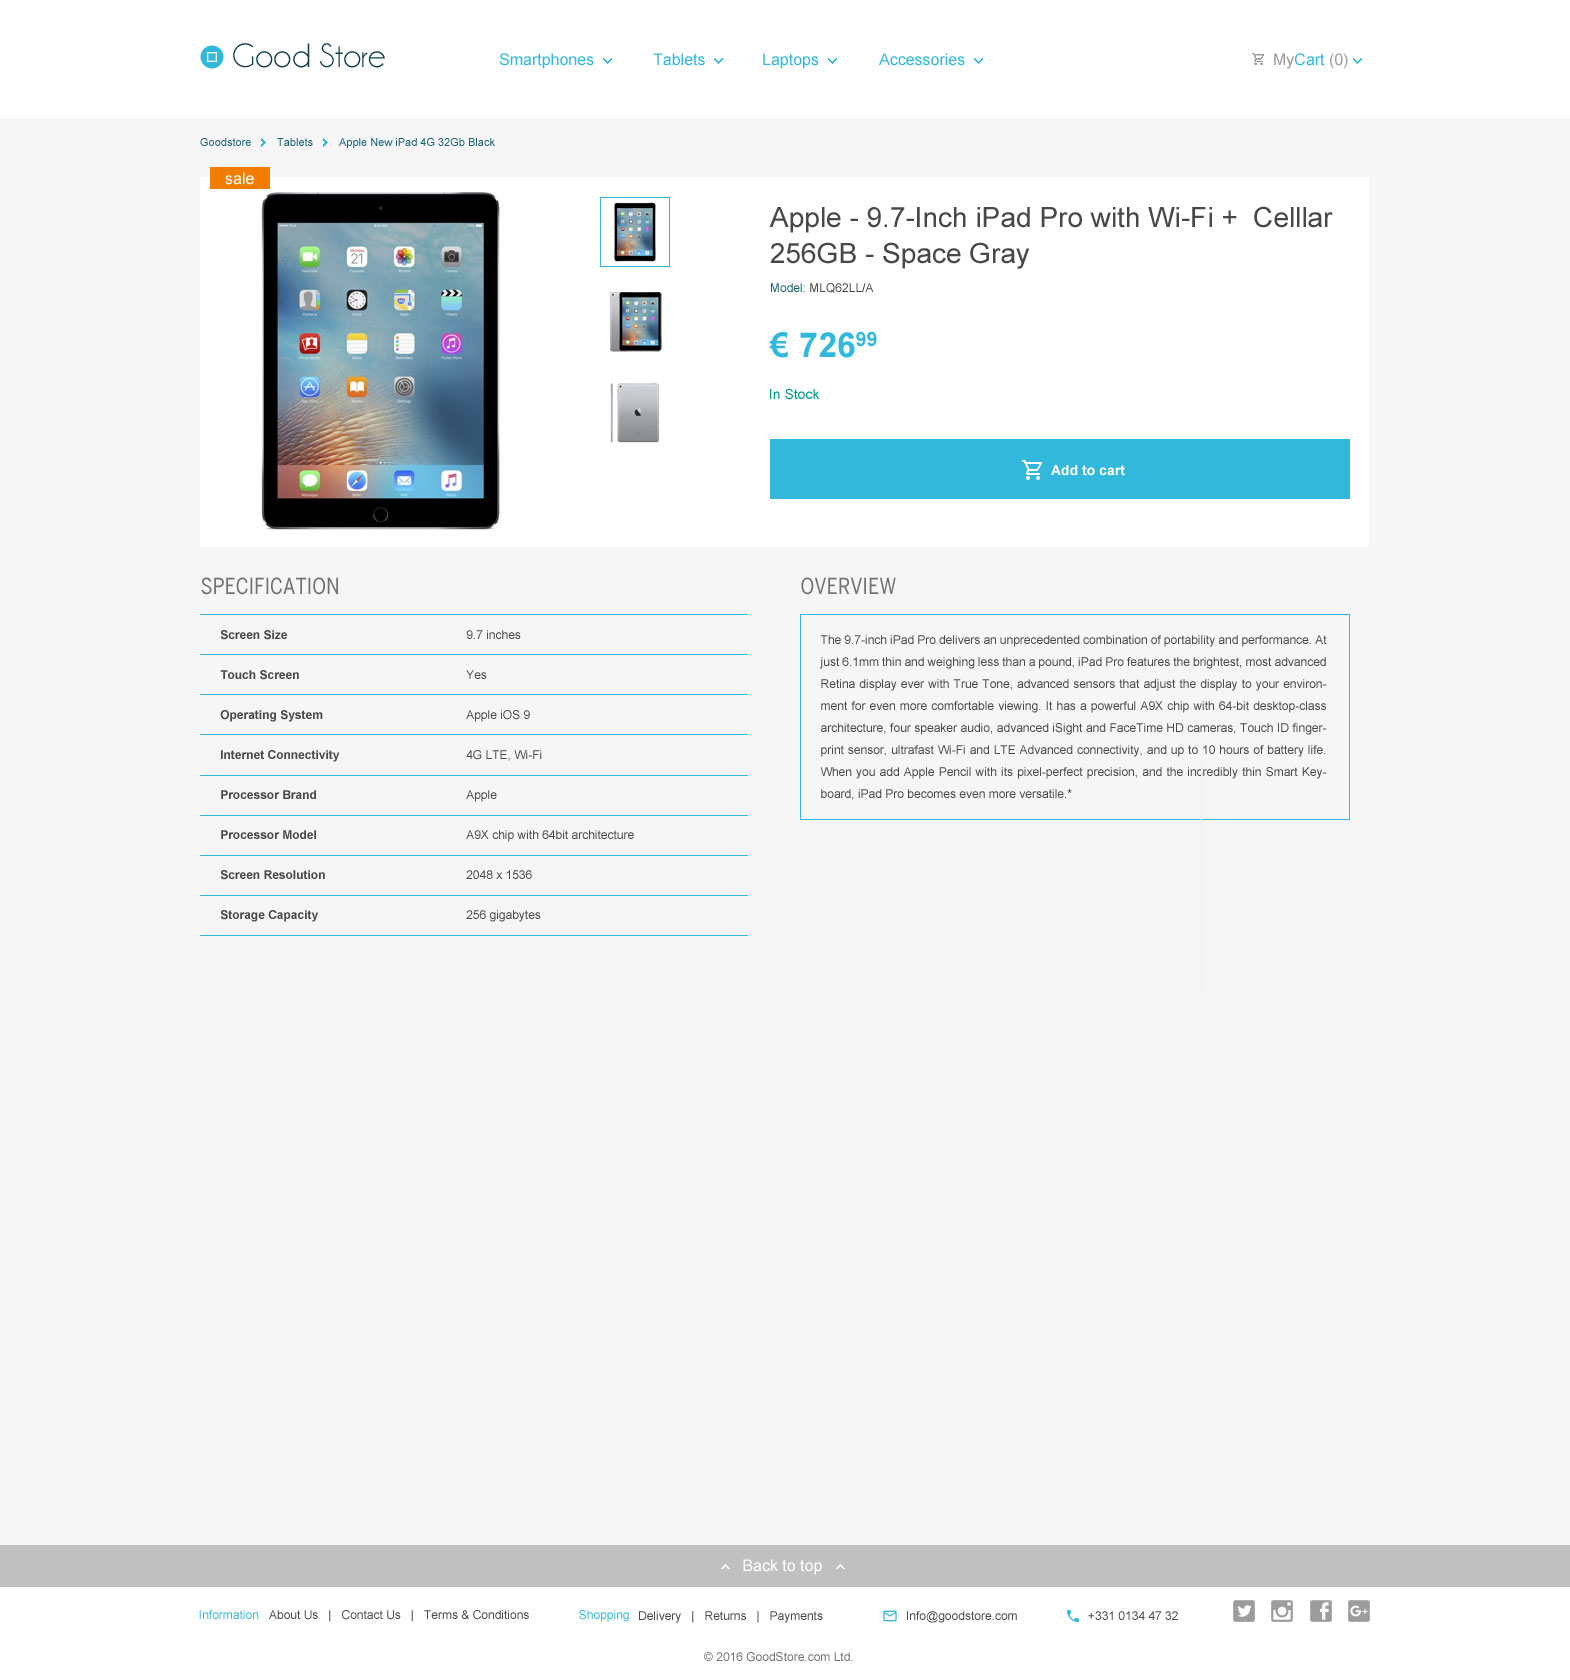 Good Store
Smartphones
Tablets
Laptops
Accessories
MyCart (0)
Goodstore
Tablets
Apple New iPad 4G 32Gb Black
sale
Apple - 9.7-Inch iPad Pro with Wi-Fi +  Celllar
256GB - Space Gray
Model: MLQ62LL/A
€ 726 99
In Stock
Add to cart
SPECIFICATION
Screen Size 9.7 inches
Touch Screen Yes
Operating System Apple iOS 9
Internet Connectivity 4G LTE, Wi-Fi
Processor Brand Apple
Processor Model A9X chip with 64bit architecture
Screen Resolution 2048 x 1536
Storage Capacity 256 gigabytes
OVERVIEW
The 9.7-inch iPad Pro delivers an unprecedented combination of portability and performance. At
just 6.1mm thin and weighing less than a pound, iPad Pro features the brightest, most advanced
Retina display ever with True Tone, advanced sensors that adjust the display to your environ-
ment for even more comfortable viewing. It has a powerful A9X chip with 64-bit desktop-class
architecture, four speaker audio, advanced iSight and FaceTime HD cameras, Touch ID finger-
print sensor, ultrafast Wi-Fi and LTE Advanced connectivity, and up to 10 hours of battery life.
When you add Apple Pencil with its pixel-perfect precision, and the incredibly thin Smart Key-
board, iPad Pro becomes even more versatile.*
Back to top
Information About Us | Contact Us | Terms & Conditions
Shopping Delivery | Returns | Payments
Info@goodstore.com
+331 0134 47 32
G+
© 2016 GoodStore.com Ltd.